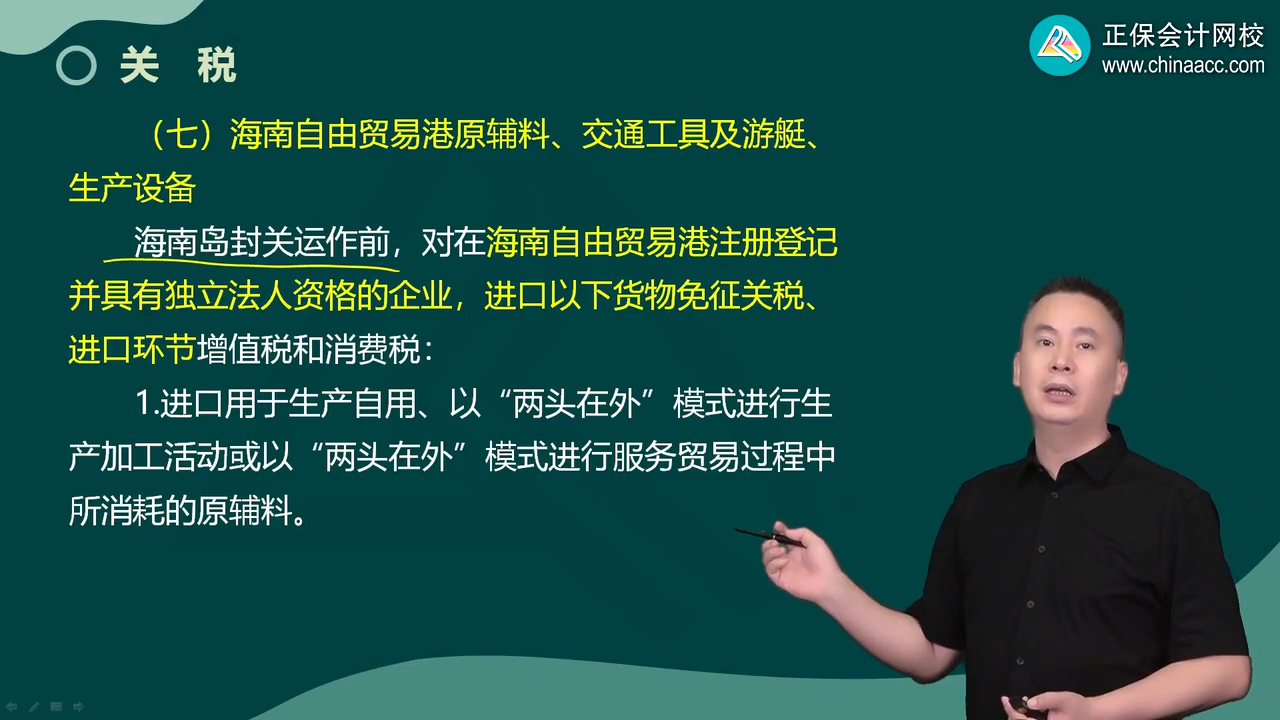 关 税
正保会计网校
www.chinaacc.com
（七）海南自由贸易港原辅料、交通工具及游艇、
生产设备
海南岛封关运作前，对在海南自由贸易港注册登记
并具有独立法人资格的企业，进口以下货物免征关税、
进口环节增值税和消费税：
1.进口用于生产自用、以“两头在外”模式进行生
产加工活动或以“两头在外”模式进行服务贸易过程中
所消耗的原辅料。